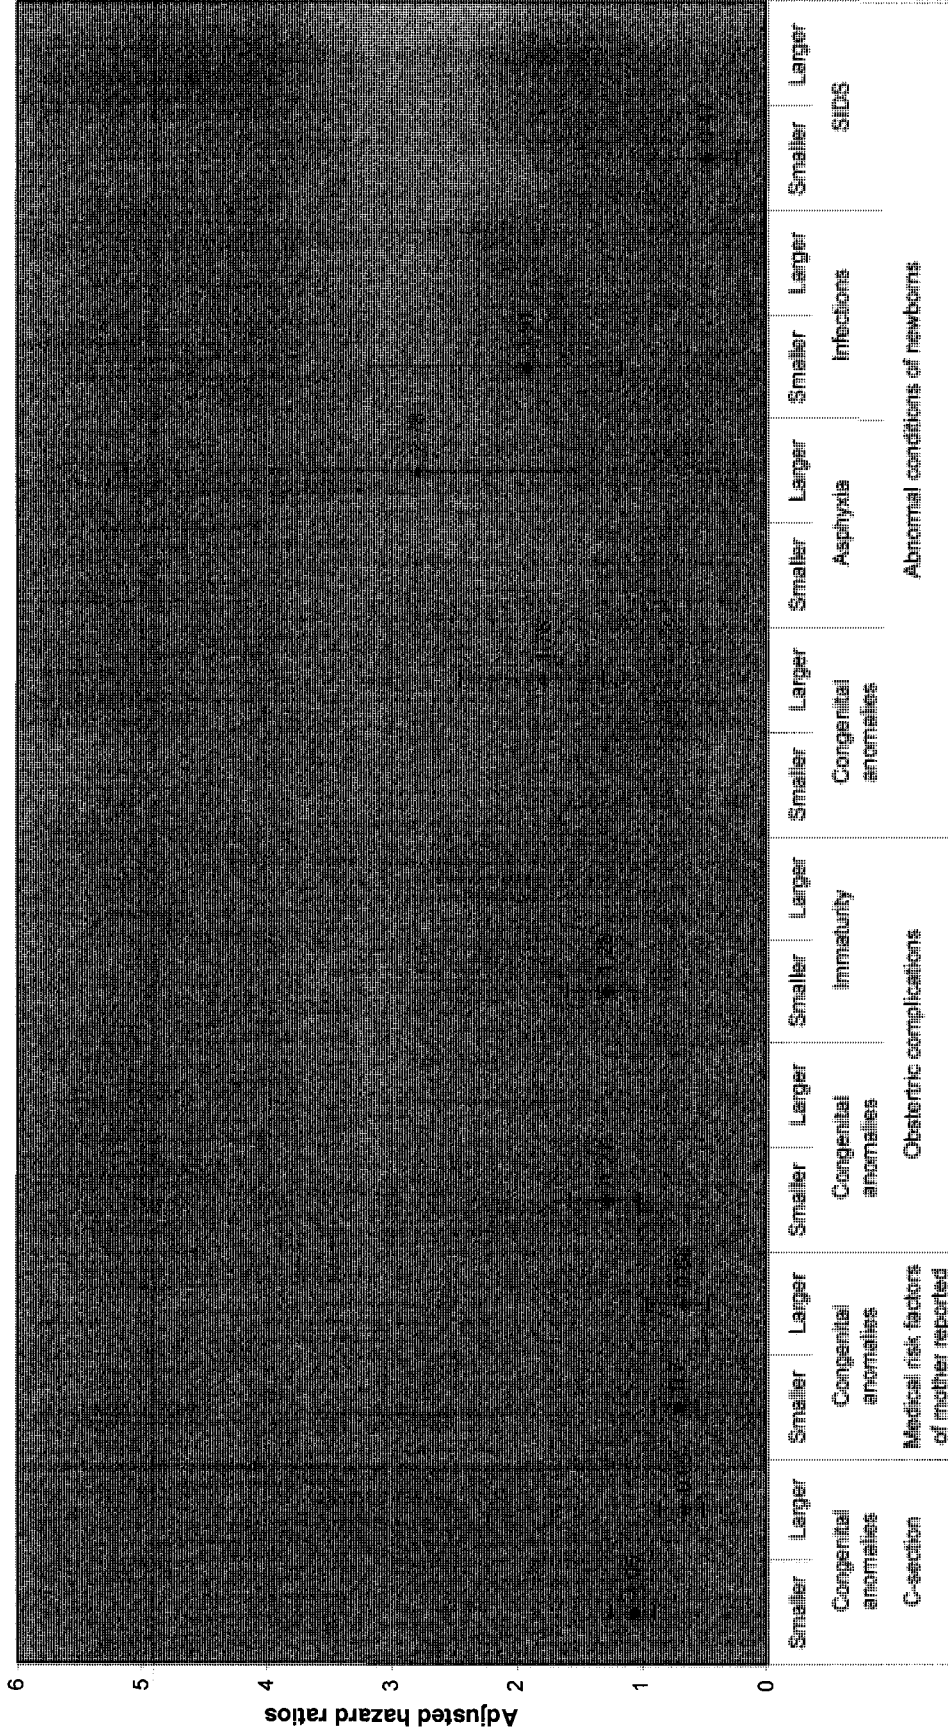 Adjusted hazard ratios
6
5
4
3
2
1
0
Smaller Larger Smaller Larger Smaller Larger Smaller Larger Smaller Larger Smaller Larger Smaller Larger Smaller Larger
Congenital anomalies
Congenital anomalies
Congenital anomalies
Immaturity
Congenital anomalies
Asphyxia
Infections
SIDS
C-section
Medical risk factors
of mother reported
Obstertric complications
Abnormal conditions of newborns